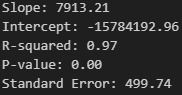 Slope: 7913.21
Intercept: -15784192.96
R-squared: 0.97
P-value: 0.00
Standard Error: 499.74